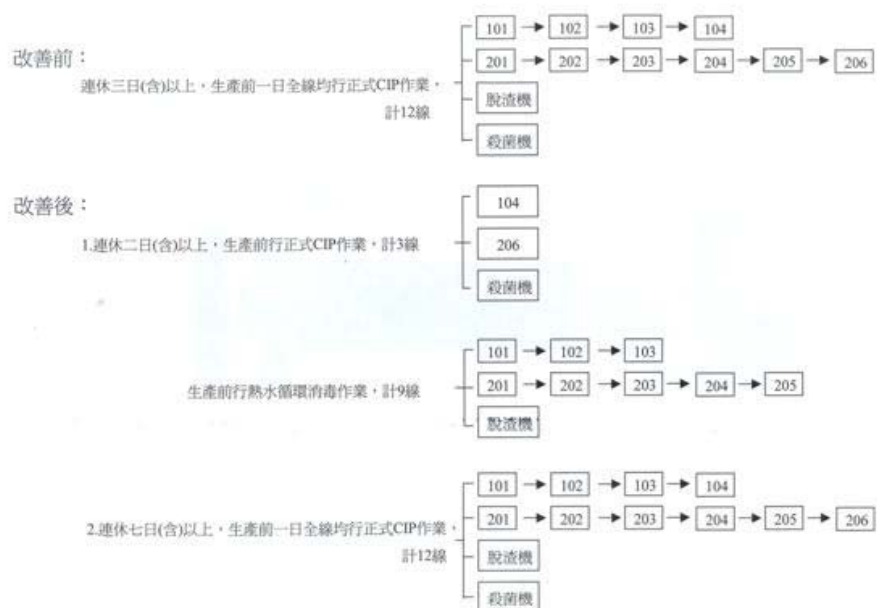 改善前：
連休三日(含)以上，生產前一日全線均行正式CIP作業，
計12線
101 → 102 → 103 → 104
201 → 202 → 203 → 204 → 205 → 206
脫渣機
殺菌機
改善後：
1.連休二日(含)以上，生產前行正式CIP作業，計3線
104
206
殺菌機
生產前行熱水循環消毒作業，計9線
101 → 102 → 103
201 → 202 → 203 → 204 → 205
脫渣機
2.連休七日(含)以上，生產前一日全線均行正式CIP作業，
計12線
101 → 102 → 103 → 104
201 → 202 → 203 → 204 → 205 → 206
脫渣機
殺菌機